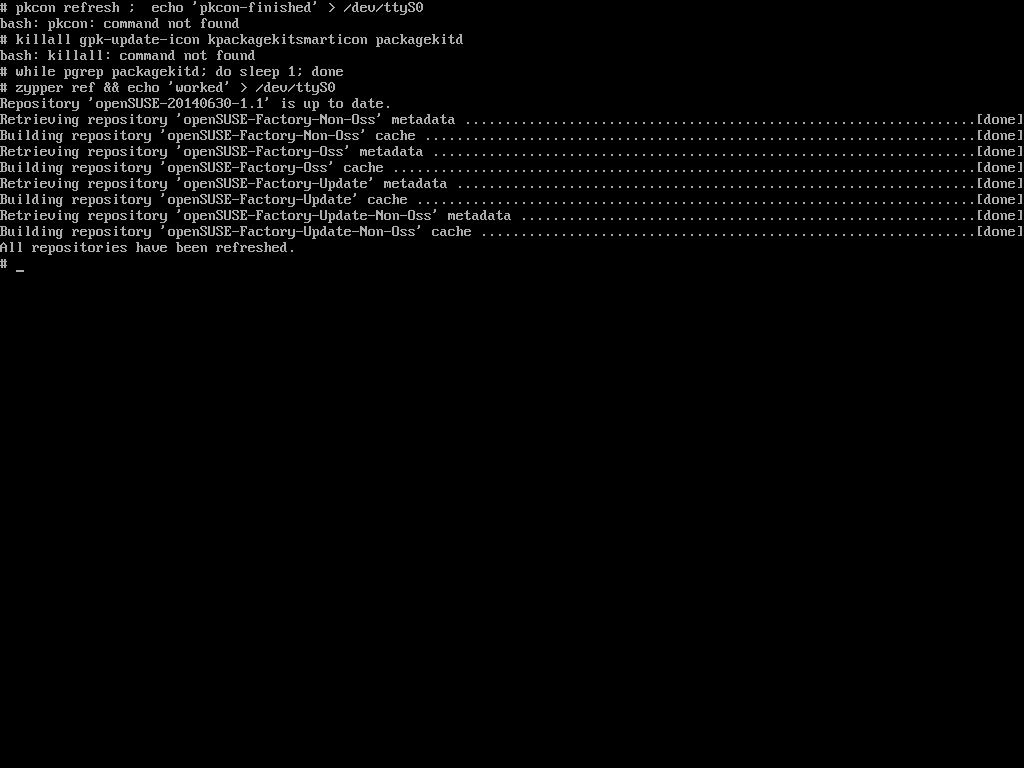 # pkcon refresh ;  echo 'pkcon-finished' > /dev/ttyS0
bash: pkcon: command not found
# killall gpk-update-icon kpackagekitsmarticon packagekitd
bash: killall: command not found
# while pgrep packagekitd; do sleep 1; done
# zypper ref && echo 'worked' > /dev/ttyS0
Repository 'openSUSE-20140630-1.1' is up to date.
Retrieving repository 'openSUSE-Factory-Non-Oss' metadata ................................................................[done]
Building repository 'openSUSE-Factory-Non-Oss' cache .....................................................................[done]
Retrieving repository 'openSUSE-Factory-Oss' metadata ....................................................................[done]
Building repository 'openSUSE-Factory-Oss' cache .........................................................................[done]
Retrieving repository 'openSUSE-Factory-Update' metadata .................................................................[done]
Building repository 'openSUSE-Factory-Update' cache ......................................................................[done]
Retrieving repository 'openSUSE-Factory-Update-Non-Oss' metadata .........................................................[done]
Building repository 'openSUSE-Factory-Update-Non-Oss' cache ..............................................................[done]
All repositories have been refreshed.
# _